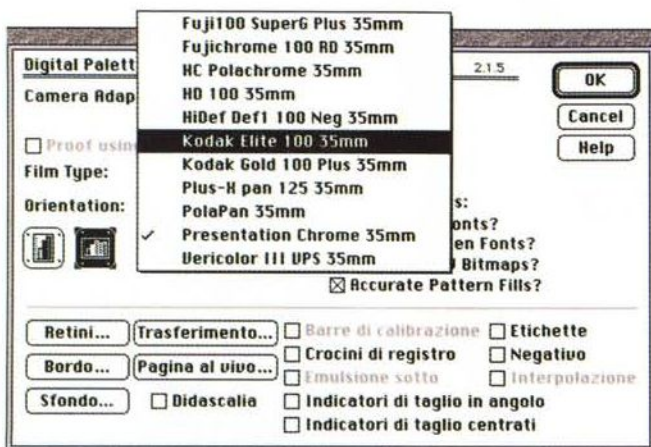 Fuji100 SuperG Plus 35mm
Fujichrome 100 RD 35mm
HC Polachrome 35mm
HD 100 35mm
HiDef Def1 100 Neg 35mm
Kodak Elite 100 35mm
Kodak Gold 100 Plus 35mm
Plus-X pan 125 35mm
PolaPan 35mm
✓ Presentation Chrome 35mm
Vericolor III VPS 35mm
Digital Palett
2.1.5
OK
Camera Adap
Cancel
Proof using
Help
Film Type:
Orientation:
s:
onts?
en Fonts?
Bitmaps?
Accurate Pattern Fills?
Retini... Trasferimento... Barre di calibrazione Etichette
Crocini di registro Negativo
Bordo... Pagina al vivo...
Emulsione sotto Interpolazione
Sfondo... Didascalia Indicatori di taglio in angolo
Indicatori di taglio centrati